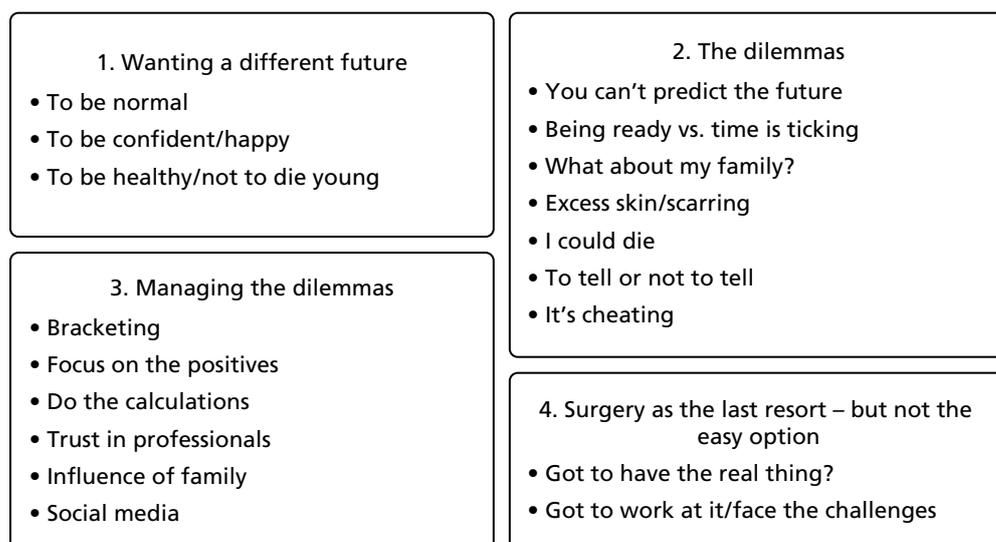 1. Wanting a different future
• To be normal
• To be confident/happy
• To be healthy/not to die young
2. The dilemmas
• You can’t predict the future
• Being ready vs. time is ticking
• What about my family?
• Excess skin/scarring
• I could die
• To tell or not to tell
• It’s cheating
3. Managing the dilemmas
• Bracketing
• Focus on the positives
• Do the calculations
• Trust in professionals
• Influence of family
• Social media
4. Surgery as the last resort – but not the
easy option
• Got to have the real thing?
• Got to work at it/face the challenges